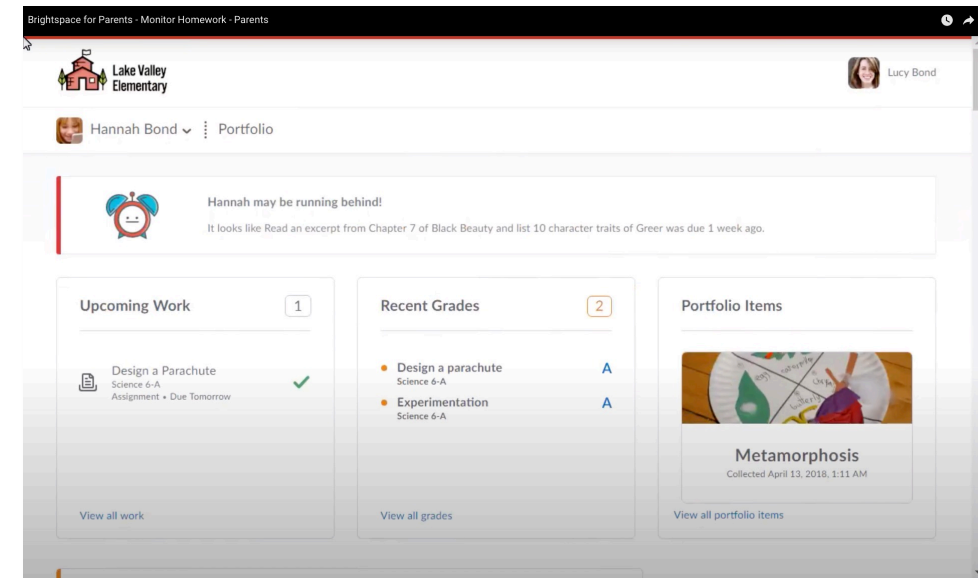 Brightspace for Parents - Monitor Homework - Parents
Lake Valley
Elementary
Lucy Bond
Hannah Bond
Portfolio
Hannah may be running behind!
It looks like Read an excerpt from Chapter 7 of Black Beauty and list 10 character traits of Greer was due 1 week ago.
Upcoming Work
1
Design a Parachute
Science 6-A
Assignment • Due Tomorrow
View all work
Recent Grades
2
Design a parachute
A
Science 6-A
Experimentation
A
Science 6-A
View all grades
Portfolio Items
egg
Metamorphosis
Collected April 13, 2018, 1:11 AM
View all portfolio items